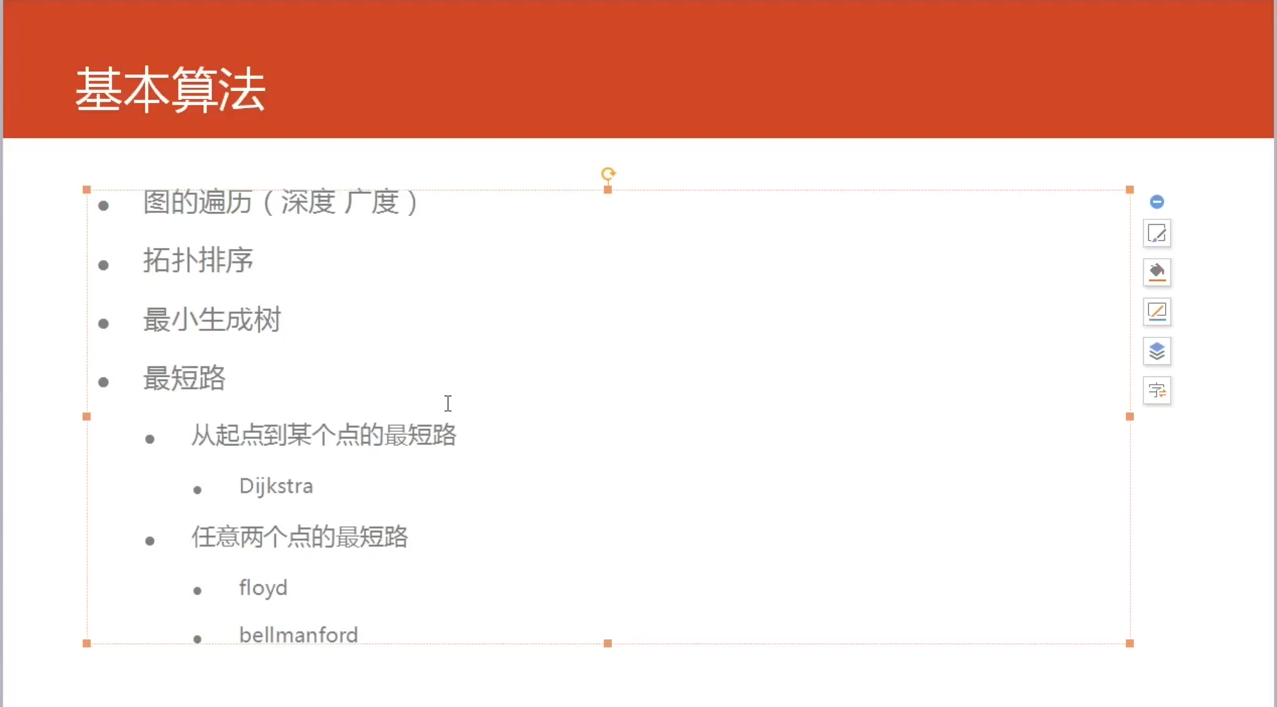 基本算法
图的遍历（深度 广度）
拓扑排序
最小生成树
最短路
从起点到某个点的最短路
Dijkstra
任意两个点的最短路
floyd
bellmanford
字